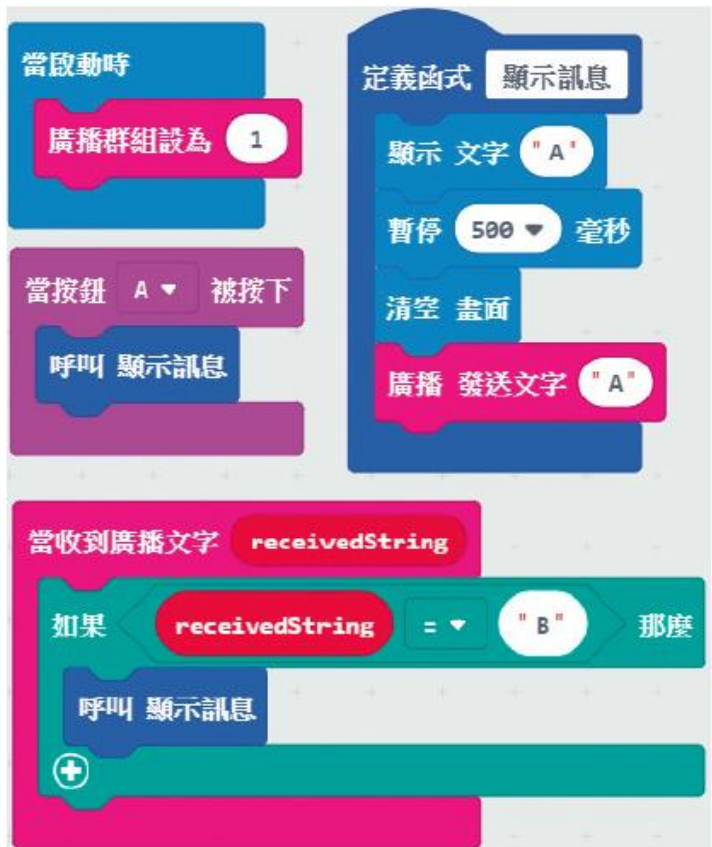 當啟動時
廣播群組設為 1
定義函式 顯示訊息
顯示 文字 "A"
暫停 500 ▼ 毫秒
清空 畫面
廣播 發送文字 "A"
當按鈕 A ▼ 被按下
呼叫 顯示訊息
當收到廣播文字 receivedString
如果 receivedString = ▼ "B" 那麼
呼叫 顯示訊息